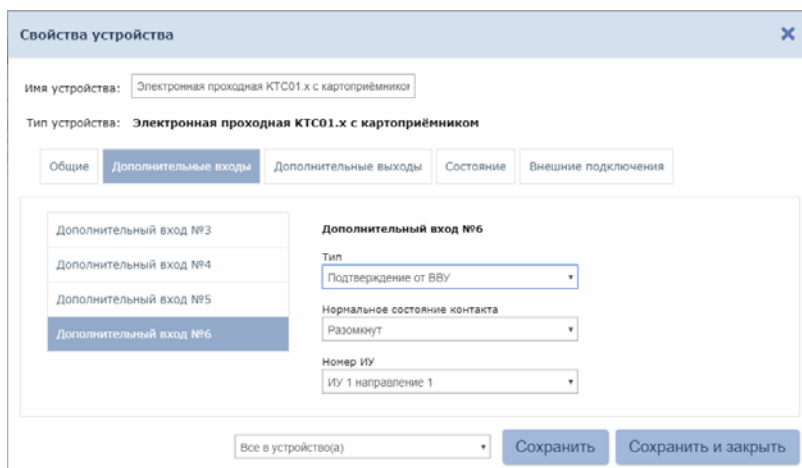 Свойства устройства
Имя устройства: Электронная проходная КТС01.х с картоприёмником
Тип устройства: Электронная проходная КТС01.х с картоприёмником
Общие Дополнительные входы Дополнительные выходы Состояние Внешние подключения
Дополнительный вход №3
Дополнительный вход №4
Дополнительный вход №5
Дополнительный вход №6
Дополнительный вход №6
Тип
Подтверждение от ВВУ
Нормальное состояние контакта
Разомкнут
Номер ИУ
ИУ 1 направление 1
Все в устройство(а) Сохранить Сохранить и закрыть